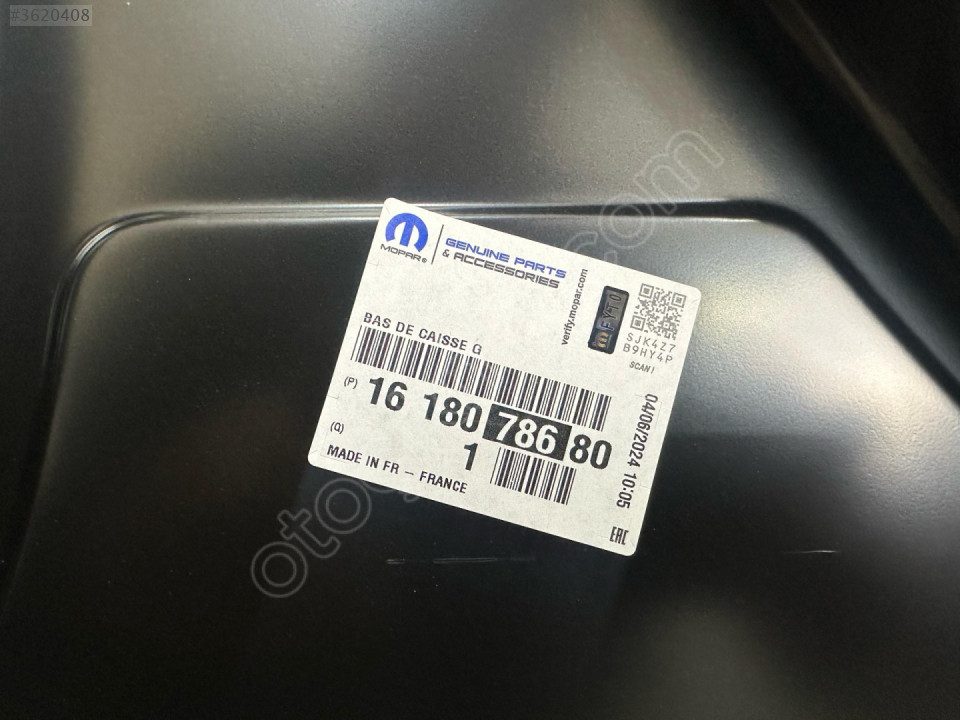 #3620408
MOPAR®
GENUINE PARTS
& ACCESSORIES
verify.mopar.com
FYTO
SJK4Z7
B9HY4P
SCAN!
BAS DE CAISSE G
(P) 16 180 786 80
(Q) 1
MADE IN FR – FRANCE
04/06/2024 10:05
EAC